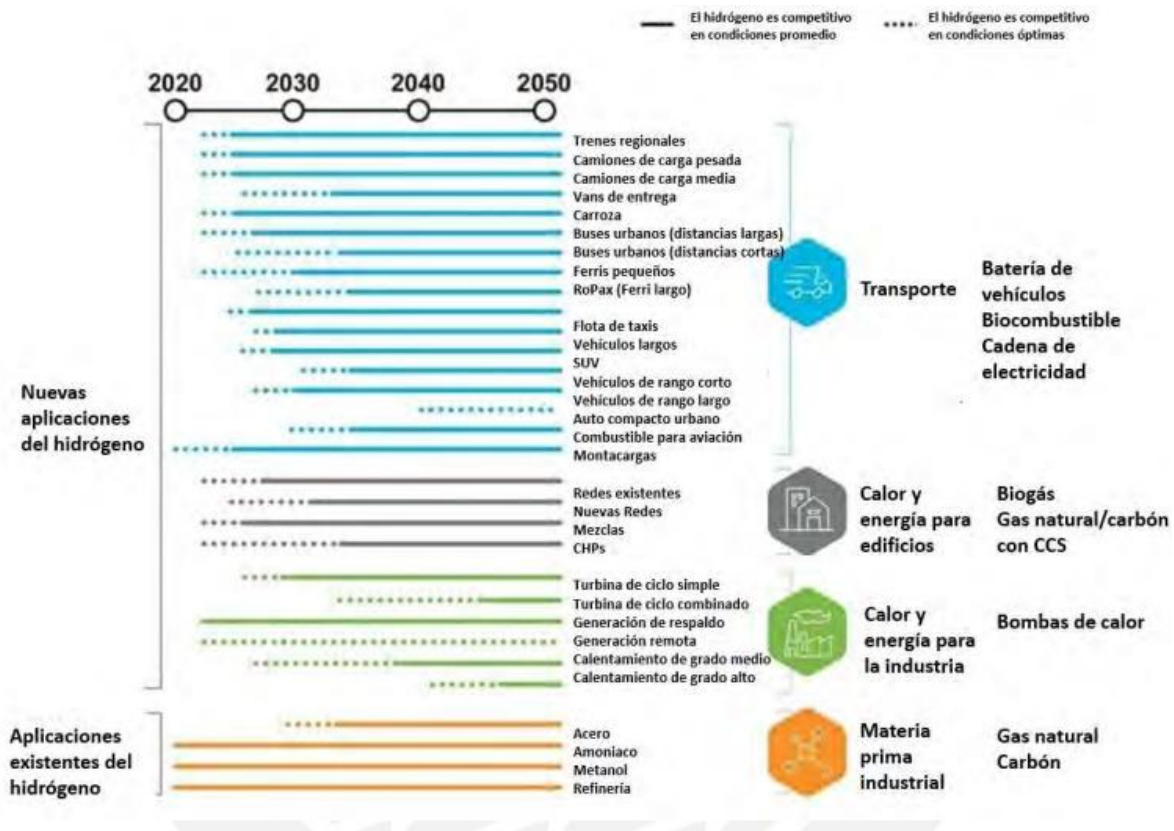 El hidrógeno es competitivo
en condiciones promedio
El hidrógeno es competitivo
en condiciones óptimas
2020 2030 2040 2050
Nuevas
aplicaciones
del hidrógeno
Trenes regionales
Camiones de carga pesada
Camiones de carga media
Vans de entrega
Carroza
Buses urbanos (distancias largas)
Buses urbanos (distancias cortas)
Ferris pequeños
RoPax (Ferri largo)
Flota de taxis
Vehículos largos
SUV
Vehículos de rango corto
Vehículos de rango largo
Auto compacto urbano
Combustible para aviación
Montacargas
Transporte
Batería de
vehículos
Biocombustible
Cadena de
electricidad
Redes existentes
Nuevas Redes
Mezclas
CHPs
Calor y
energía para
edificios
Biogás
Gas natural/carbón
con CCS
Turbina de ciclo simple
Turbina de ciclo combinado
Generación de respaldo
Generación remota
Calentamiento de grado medio
Calentamiento de grado alto
Calor y
energía para
la industria
Bombas de calor
Aplicaciones
existentes del
hidrógeno
Acero
Amoniaco
Metanol
Refinería
Materia
prima
industrial
Gas natural
Carbón